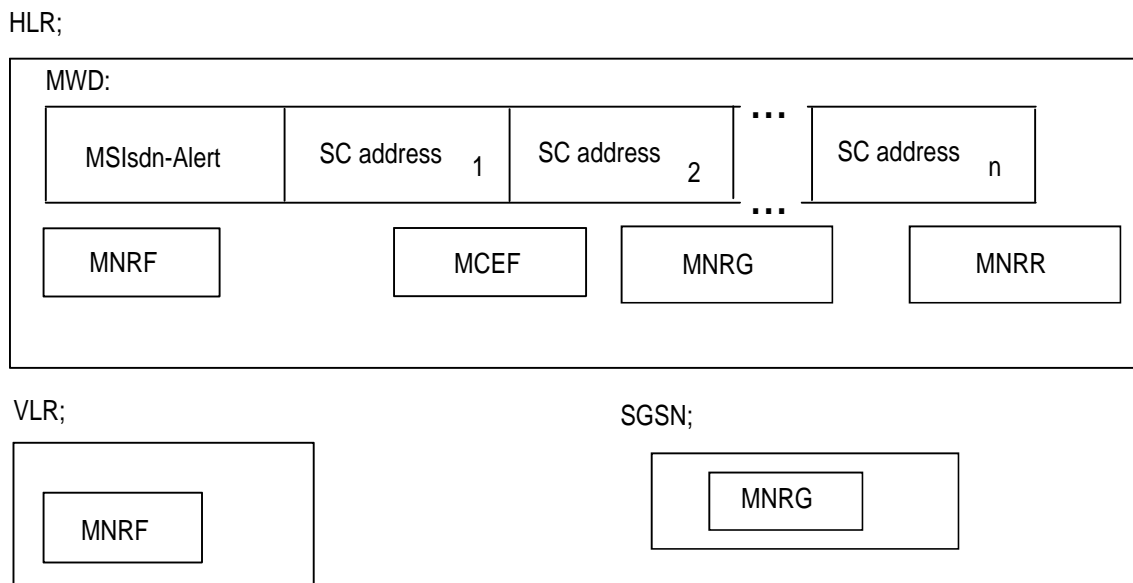 HLR;
MWD:
...
MSIsdn-Alert SC address 1 SC address 2 SC address n
...
MNRF MCEF MNRG MNRR
VLR; SGSN;
MNRG
MNRF